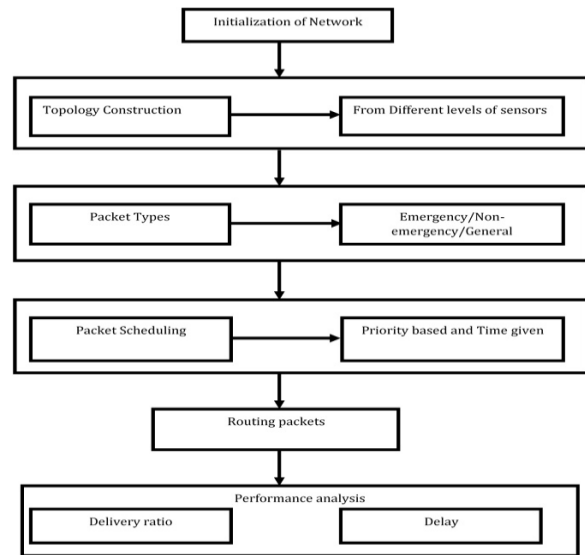 Initialization of Network
Topology Construction
From Different levels of sensors
Packet Types
Emergency/Non-
emergency/General
Packet Scheduling
Priority based and Time given
Routing packets
Performance analysis
Delivery ratio
Delay